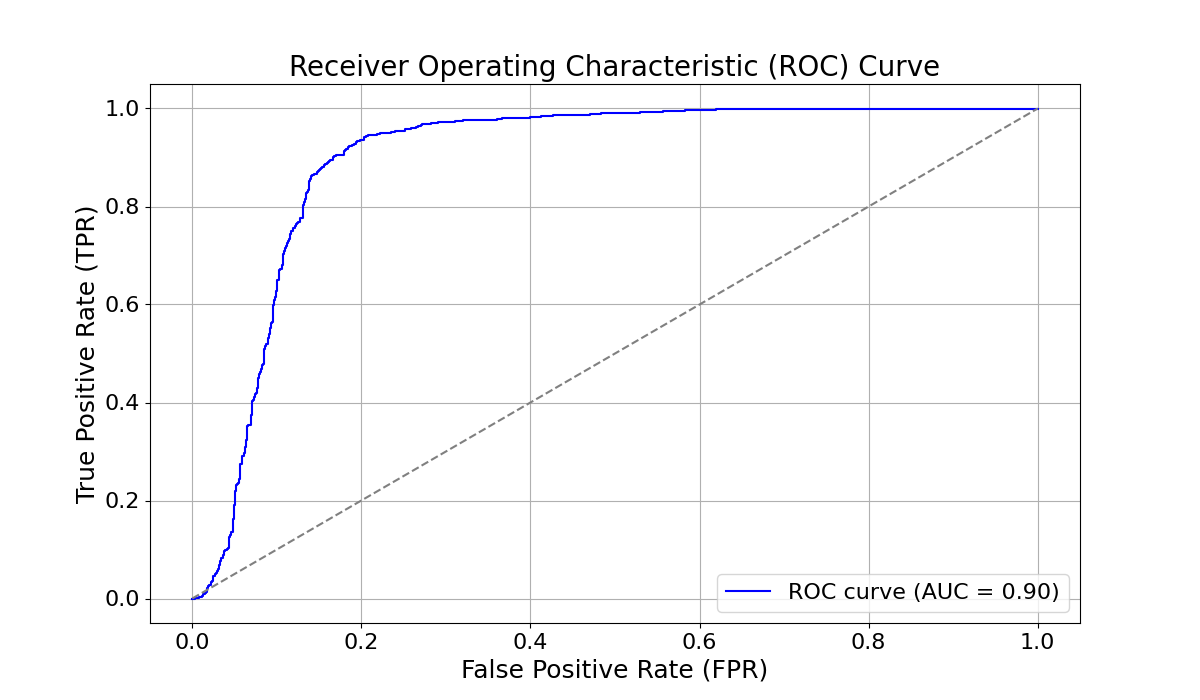 Receiver Operating Characteristic (ROC) Curve
1.0
0.8
0.6
0.4
0.2
0.0
True Positive Rate (TPR)
ROC curve (AUC = 0.90)
0.0 0.2 0.4 0.6 0.8 1.0
False Positive Rate (FPR)